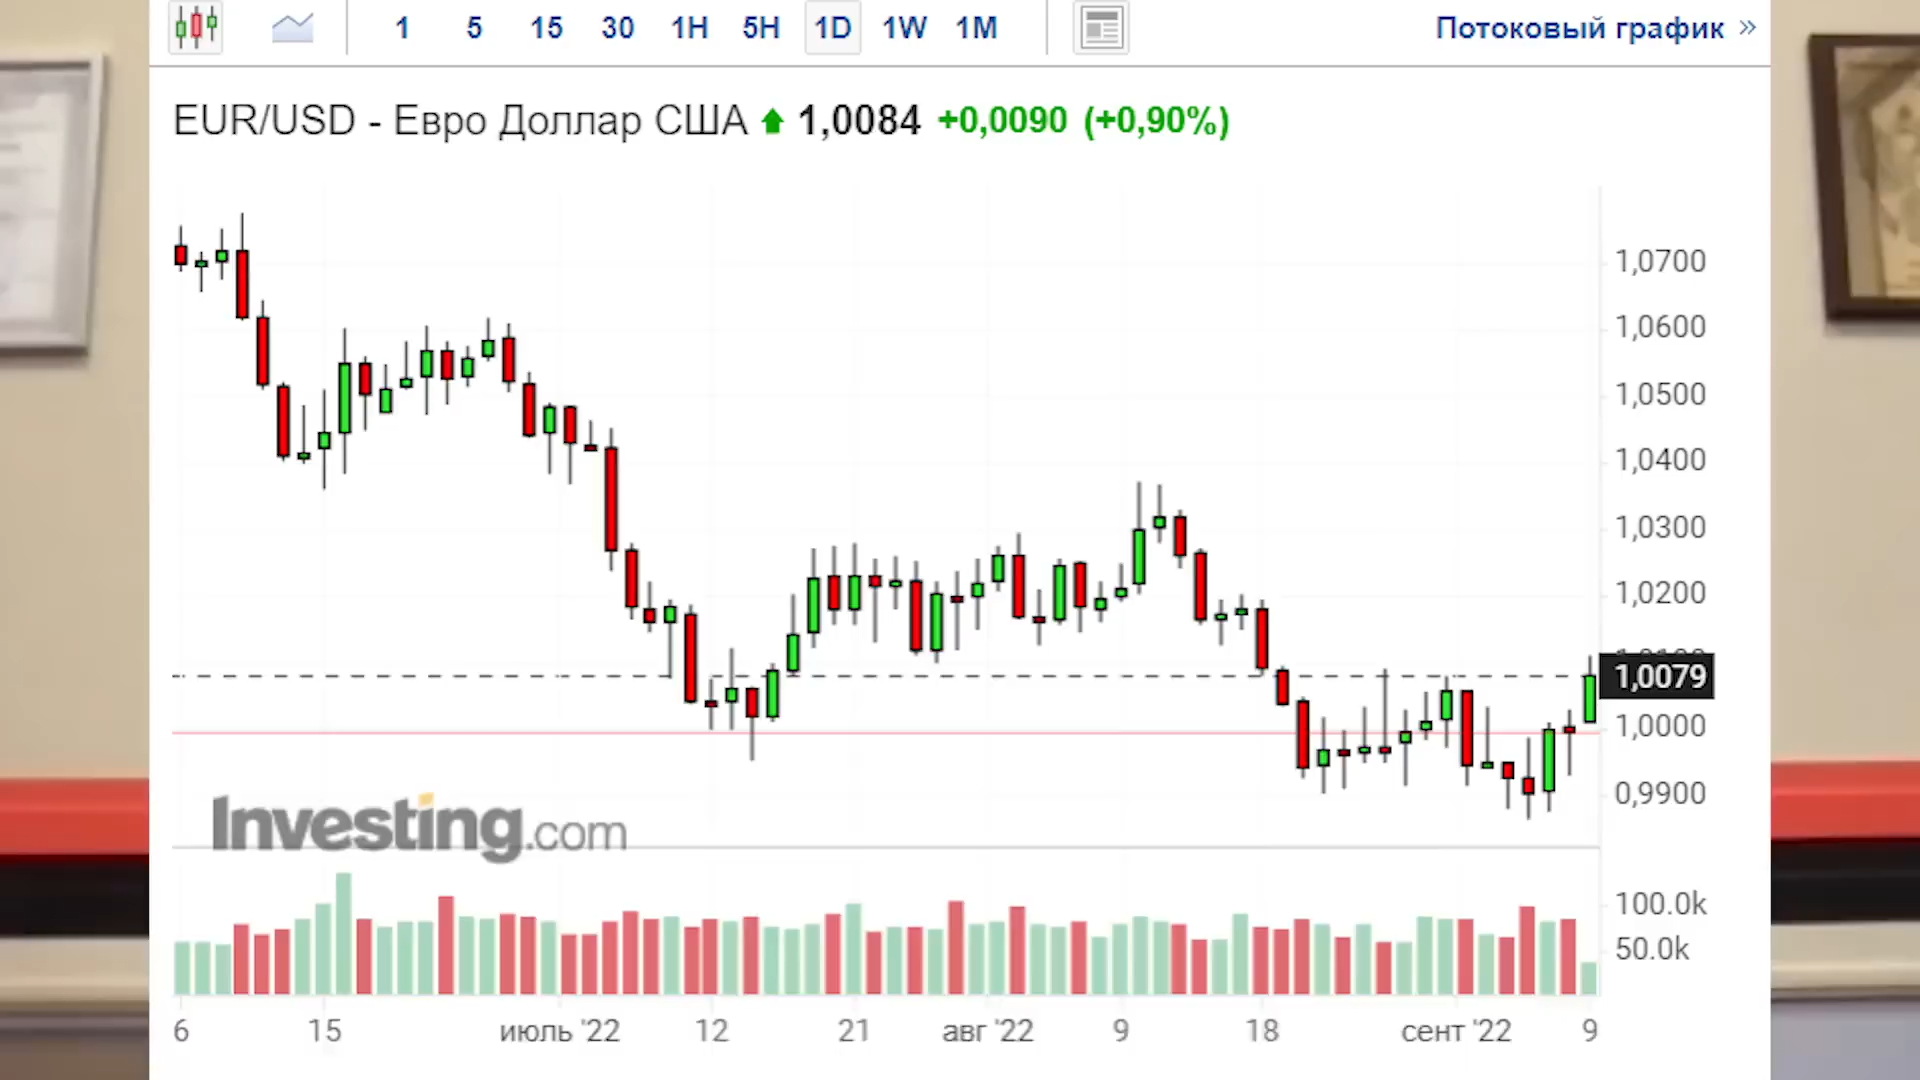 1 5 15 30 1H 5H 1D 1W 1M Потоковый график »
EUR/USD - Евро Доллар США 1,0084 +0,0090 (+0,90%)
1,0700
1,0600
1,0500
1,0400
1,0300
1,0200
1,0079
1,0000
0,9900
Investing.com
100.0k
50.0k
6 15 июль '22 12 21 авг '22 9 18 сент '22 9